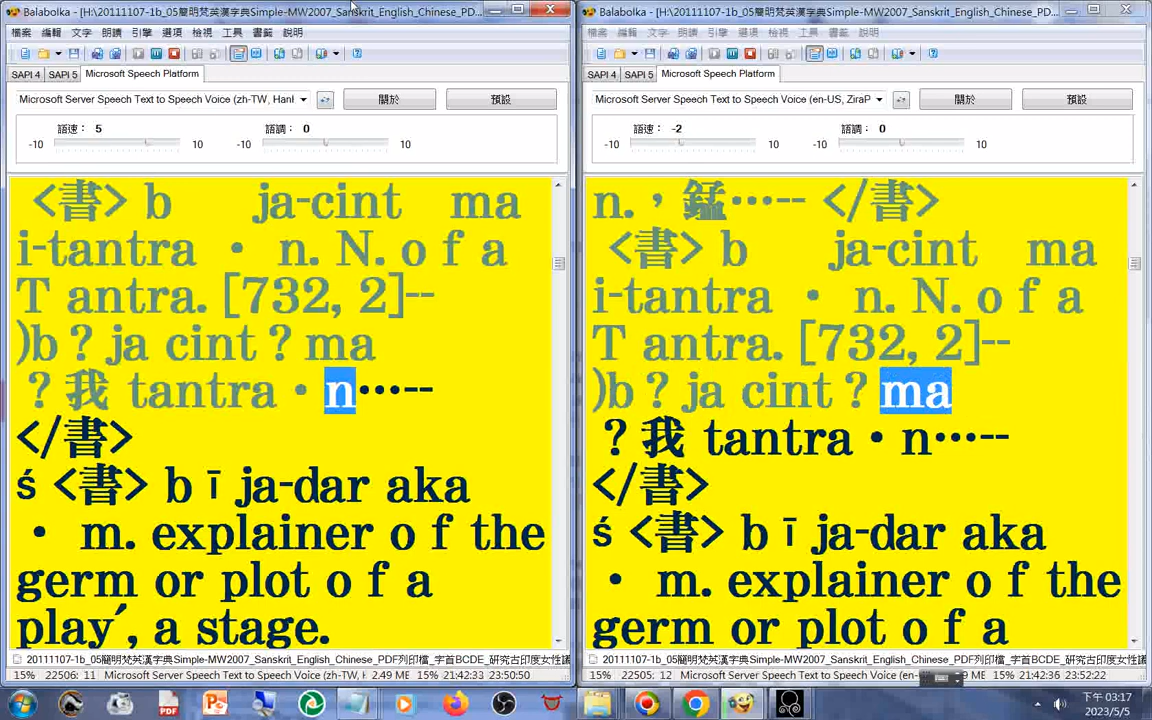 Balabolka - [H:\20111107-1b_05簡明梵英漢字典Simple-MW2007_Sanskrit_English_Chinese_PD...
檔案 編輯 文字 朗讀 引擎 選項 檢視 工具 書籤 說明
SAPI 4 SAPI 5 Microsoft Speech Platform
Microsoft Server Speech Text to Speech Voice (zh-TW, Hanl
關於 預設
語速： 5 語調： 0
-10 10 -10 10
<書> b ja-cint ma
i-tantra • n. N. o f a
T antra. [732, 2]--
)b ? ja cint ? ma
? 我 tantra • n…--
</書>
ś <書> b ī ja-dar aka
• m. explainer o f the
germ or plot o f a
play´, a stage.
20111107-1b_05簡明梵英漢字典Simple-MW2007_Sanskrit_English_Chinese_PDF列印檔_字首BCDE_研究古印度女性議
15% 22506: 11 Microsoft Server Speech Text to Speech Voice (zh-TW, H 2.49 MB 15% 21:42:33 23:50:50
Balabolka - [H:\20111107-1b_05簡明梵英漢字典Simple-MW2007_Sanskrit_English_Chinese_PD...
檔案 編輯 文字 朗讀 引擎 選項 檢視 工具 書籤 說明
SAPI 4 SAPI 5 Microsoft Speech Platform
Microsoft Server Speech Text to Speech Voice (en-US, ZiraP
關於 預設
語速： -2 語調： 0
-10 10 -10 10
n.，錳…-- </書>
<書> b ja-cint ma
i-tantra • n. N. o f a
T antra. [732, 2]--
)b ? ja cint ? ma
? 我 tantra • n…--
</書>
ś <書> b ī ja-dar aka
• m. explainer o f the
germ or plot o f a
20111107-1b_05簡明梵英漢字典Simple-MW2007_Sanskrit_English_Chinese_PDF列印檔_字首BCDE_研究古印度女性議
15% 22505: 12 Microsoft Server Speech Text to Speech Voice (en-US, 9 MB 15% 21:42:36 23:52:22
PDF
下午 03:17
2023/5/5